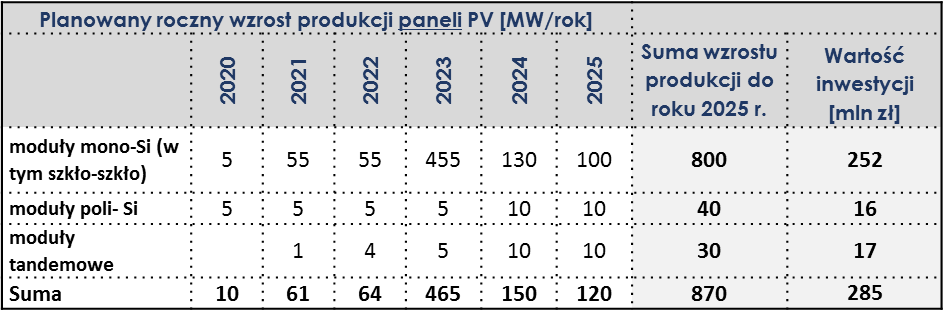 Planowany roczny wzrost produkcji paneli PV [MW/rok]
2020 2021 2022 2023 2024 2025
Suma wzrostu
produkcji do
roku 2025 r.
Wartość
inwestycji
[mln zł]
moduły mono-Si (w
tym szkło-szkło)
5 55 55 455 130 100 800 252
moduły poli- Si 5 5 5 5 10 10 40 16
moduły
tandemowe
1 4 5 10 10 30 17
Suma 10 61 64 465 150 120 870 285